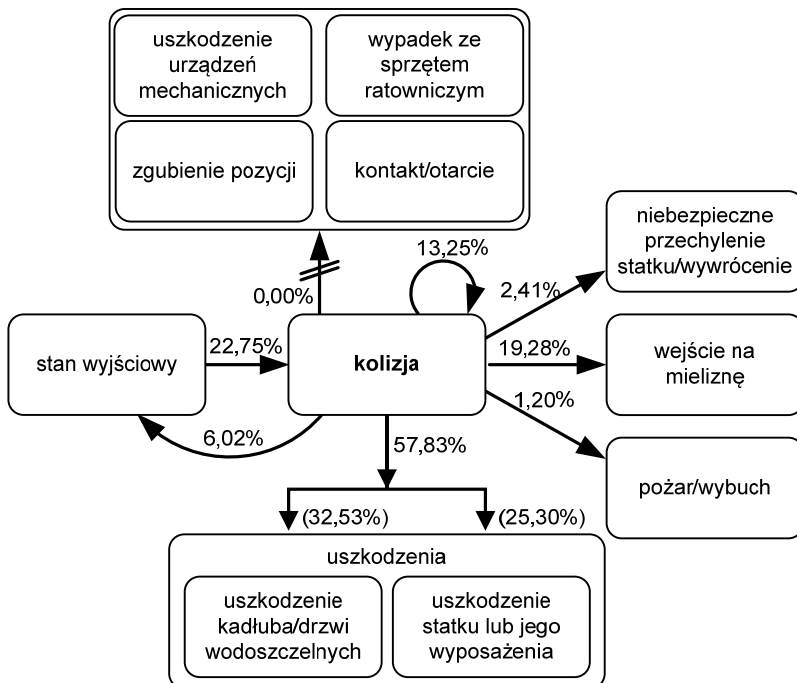 uszkodzenie
urządzeń
mechanicznych
wypadek ze
sprzętem
ratowniczym
zgubienie pozycji
kontakt/otarcie
13,25%
niebezpieczne
przechylenie
statku/wywrócenie
0,00%
2,41%
stan wyjściowy
22,75%
kolizja
19,28%
wejście na
mieliznę
1,20%
6,02%
57,83%
pożar/wybuch
(32,53%)
(25,30%)
uszkodzenia
uszkodzenie
kadłuba/drzwi
wodoszczelnych
uszkodzenie
statku lub jego
wyposażenia